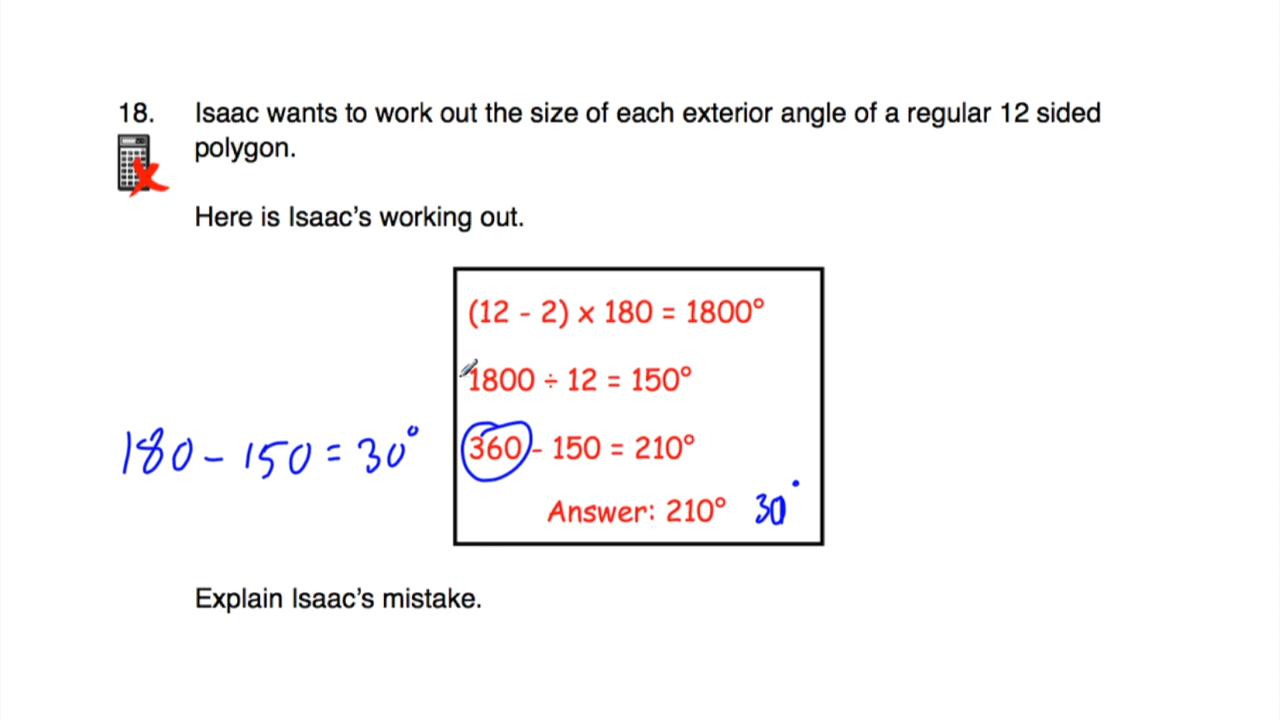 18. Isaac wants to work out the size of each exterior angle of a regular 12 sided
polygon.
Here is Isaac's working out.
(12 - 2) x 180 = 1800°
1800 ÷ 12 = 150°
180 - 150 = 30°
360 - 150 = 210°
Answer: 210° 30°
Explain Isaac's mistake.